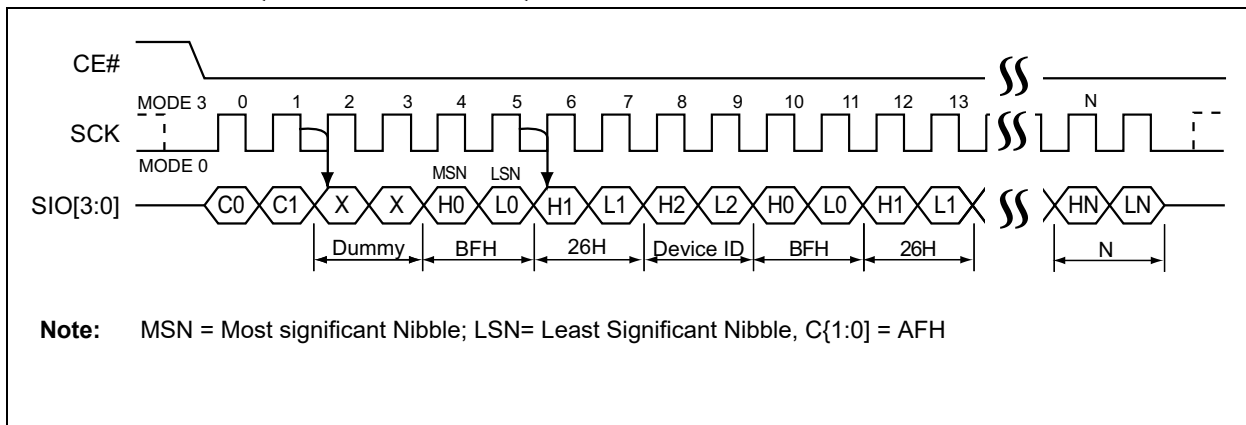 CE#
MODE 3 0 1 2 3 4 5 6 7 8 9 10 11 12 13 N
SCK
MODE 0
MSN LSN
SIO[3:0] C0 C1 X X H0 L0 H1 L1 H2 L2 H0 L0 H1 L1 HN LN
Dummy BFH 26H Device ID BFH 26H N
Note: MSN = Most significant Nibble; LSN= Least Significant Nibble, C{1:0] = AFH